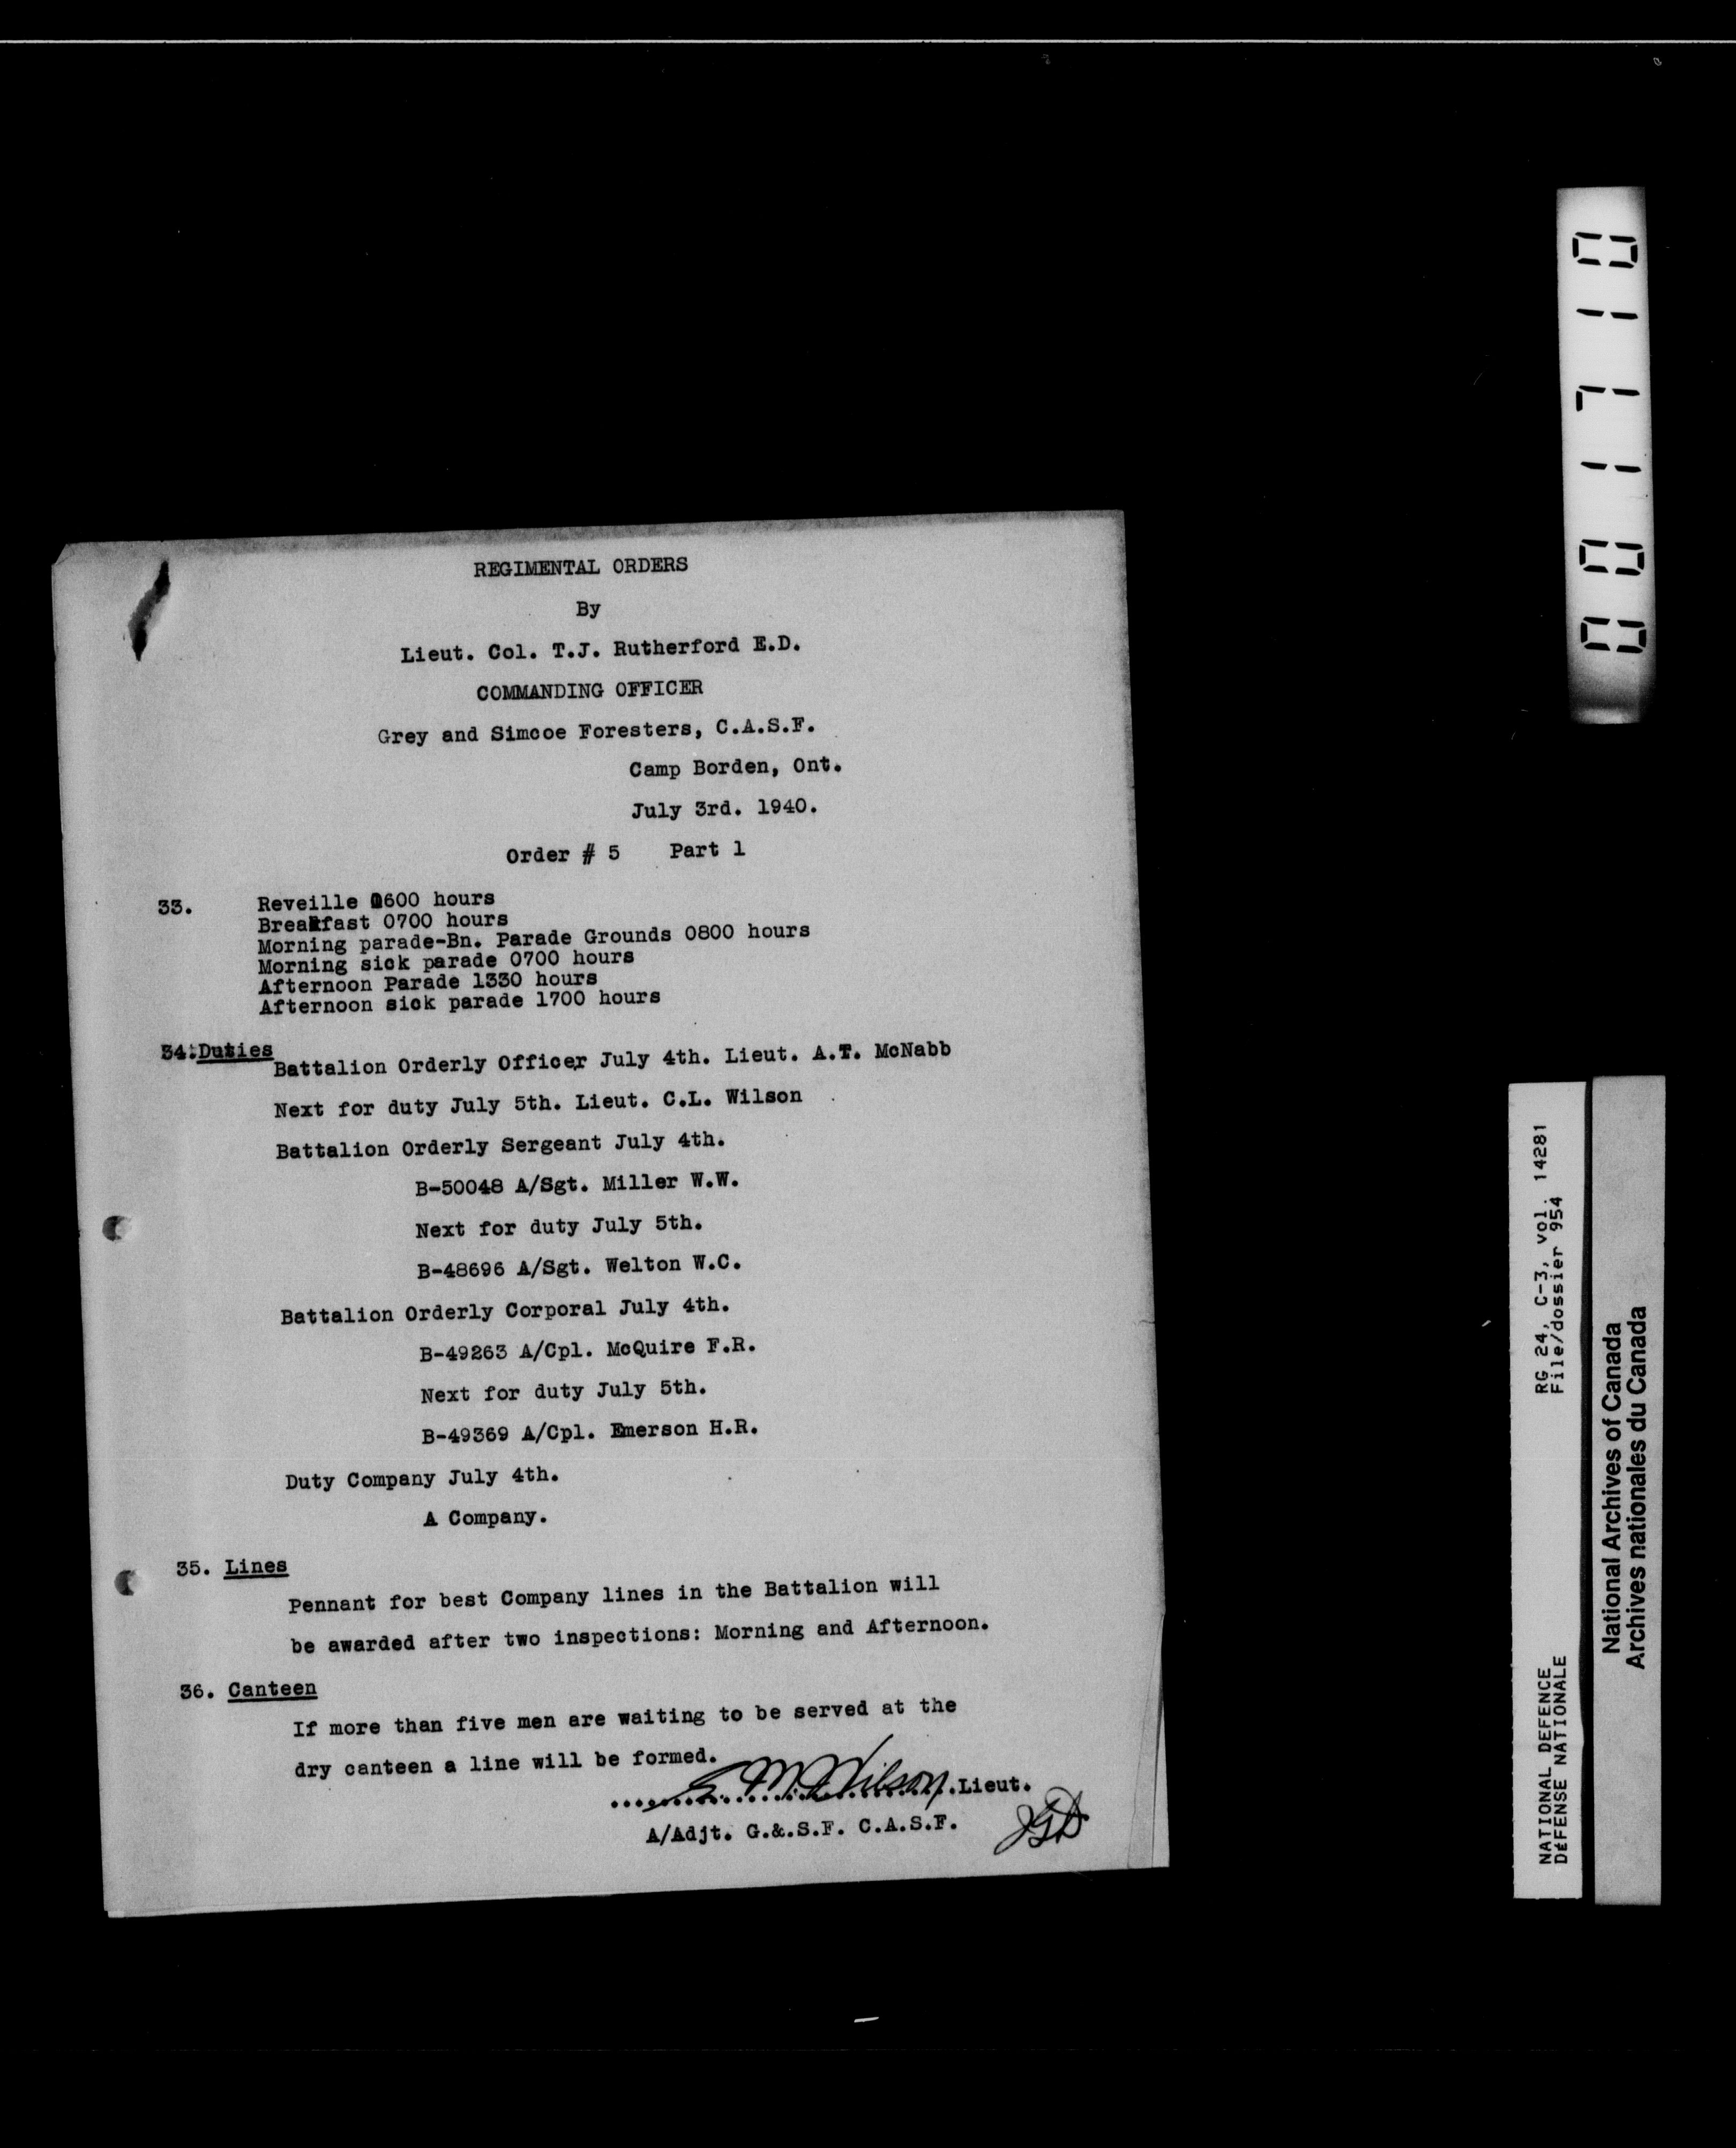 REGIMENTAL ORDERS
By
Lieut. Col. T.J. Rutherford E.D.
COMMANDING OFFICER
Grey and Simcoe Foresters, C.A.S.F.
Camp Borden, Ont.
July 3rd. 1940.
Order # 5 Part 1
33. Reveille 0600 hours
Breakfast 0700 hours
Morning parade-Bn. Parade Grounds 0800 hours
Morning sick parade 0700 hours
Afternoon Parade 1330 hours
Afternoon sick parade 1700 hours
34. Duties
Battalion Orderly Officer July 4th. Lieut. A.T. McNabb
Next for duty July 5th. Lieut. C.L. Wilson
Battalion Orderly Sergeant July 4th.
B-50048 A/Sgt. Miller W.W.
Next for duty July 5th.
B-48696 A/Sgt. Welton W.C.
Battalion Orderly Corporal July 4th.
B-49263 A/Cpl. McQuire F.R.
Next for duty July 5th.
B-49369 A/Cpl. Emerson H.R.
Duty Company July 4th.
A Company.
35. Lines
Pennant for best Company lines in the Battalion will
be awarded after two inspections: Morning and Afternoon.
36. Canteen
If more than five men are waiting to be served at the
dry canteen a line will be formed.
M. Wilson Lieut.
A/Adjt. G.&.S.F. C.A.S.F.
001710
NATIONAL DEFENCE RG 24, C-3, vol. 14281
DéFENSE NATIONALE File/dossier 954
National Archives of Canada
Archives nationales du Canada